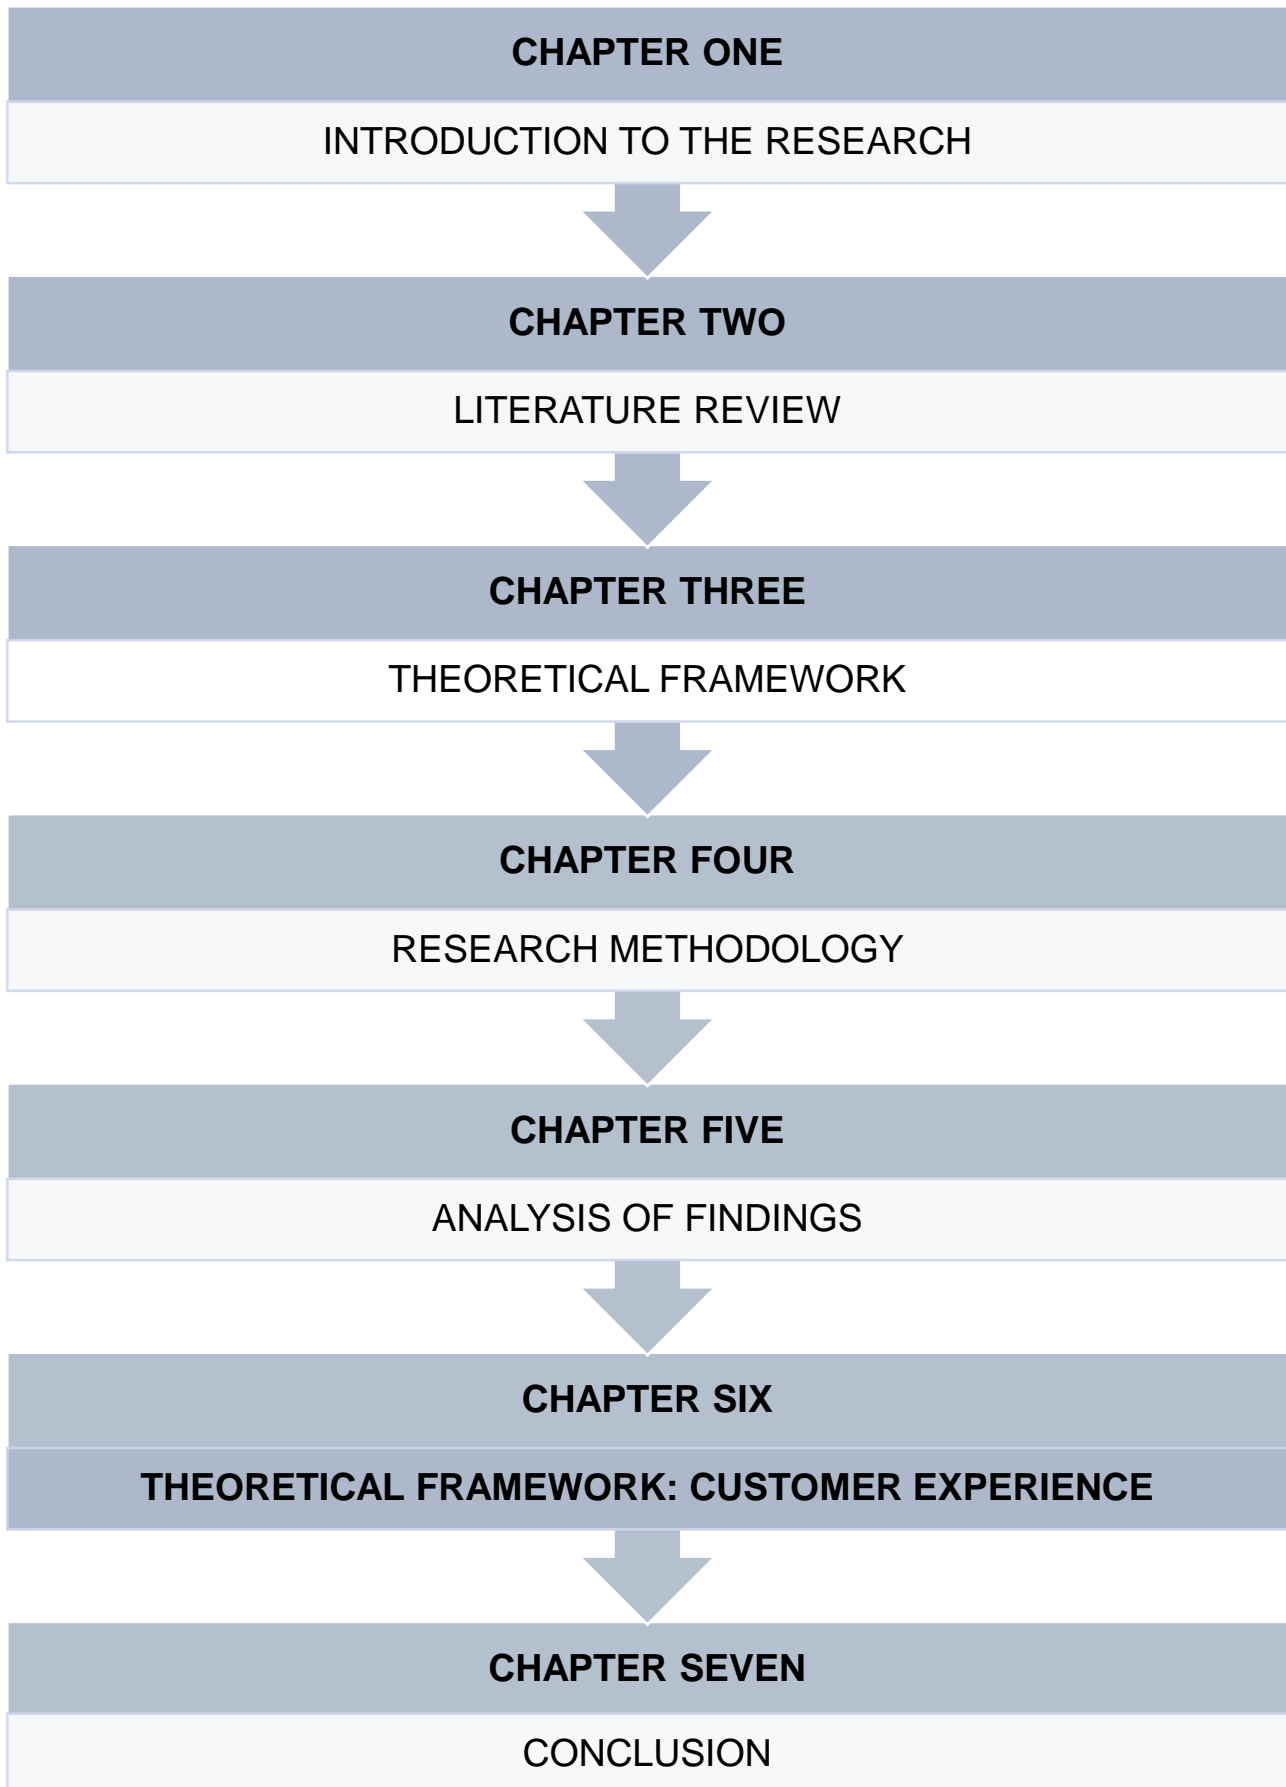 CHAPTER ONE
INTRODUCTION TO THE RESEARCH
CHAPTER TWO
LITERATURE REVIEW
CHAPTER THREE
THEORETICAL FRAMEWORK
CHAPTER FOUR
RESEARCH METHODOLOGY
CHAPTER FIVE
ANALYSIS OF FINDINGS
CHAPTER SIX
THEORETICAL FRAMEWORK: CUSTOMER EXPERIENCE
CHAPTER SEVEN
CONCLUSION